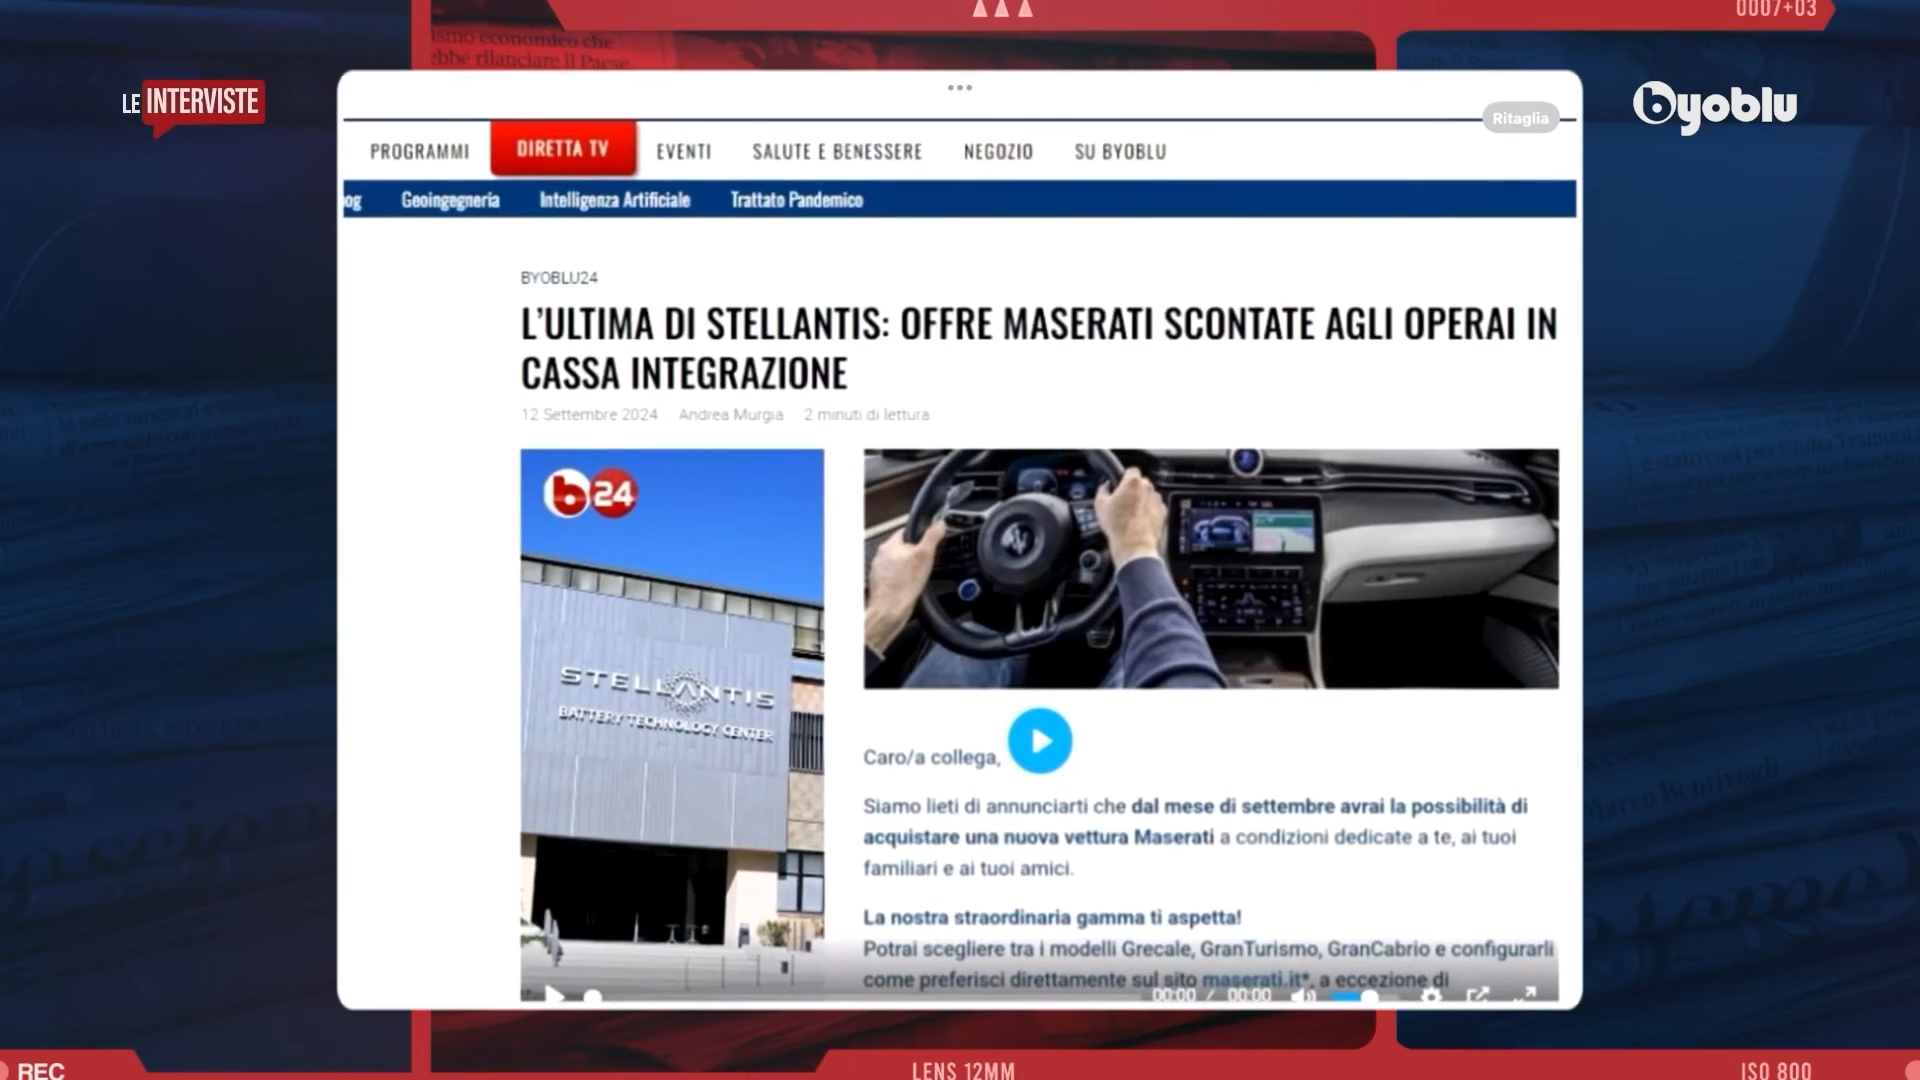 0007+03
LE INTERVISTE
byoblu
Ritaglia
PROGRAMMI DIRETTA TV EVENTI SALUTE E BENESSERE NEGOZIO SU BYOBLU
og Geoingegneria Intelligenza Artificiale Trattato Pandemico
BYOBLU24
L'ULTIMA DI STELLANTIS: OFFRE MASERATI SCONTATE AGLI OPERAI IN
CASSA INTEGRAZIONE
12 Settembre 2024 Andrea Murgia 2 minuti di lettura
b24
STELLANTIS
BATTERY TECHNOLOGY CENTER
Caro/a collega,
Siamo lieti di annunciarti che dal mese di settembre avrai la possibilità di
acquistare una nuova vettura Maserati a condizioni dedicate a te, ai tuoi
familiari e ai tuoi amici.
La nostra straordinaria gamma ti aspetta!
Potrai scegliere tra i modelli Grecale, GranTurismo, GranCabrio e configurarli
come preferisci direttamente sul sito maserati.it*, a eccezione di
00:00 / 00:00
REC
LENS 12MM
ISO 800